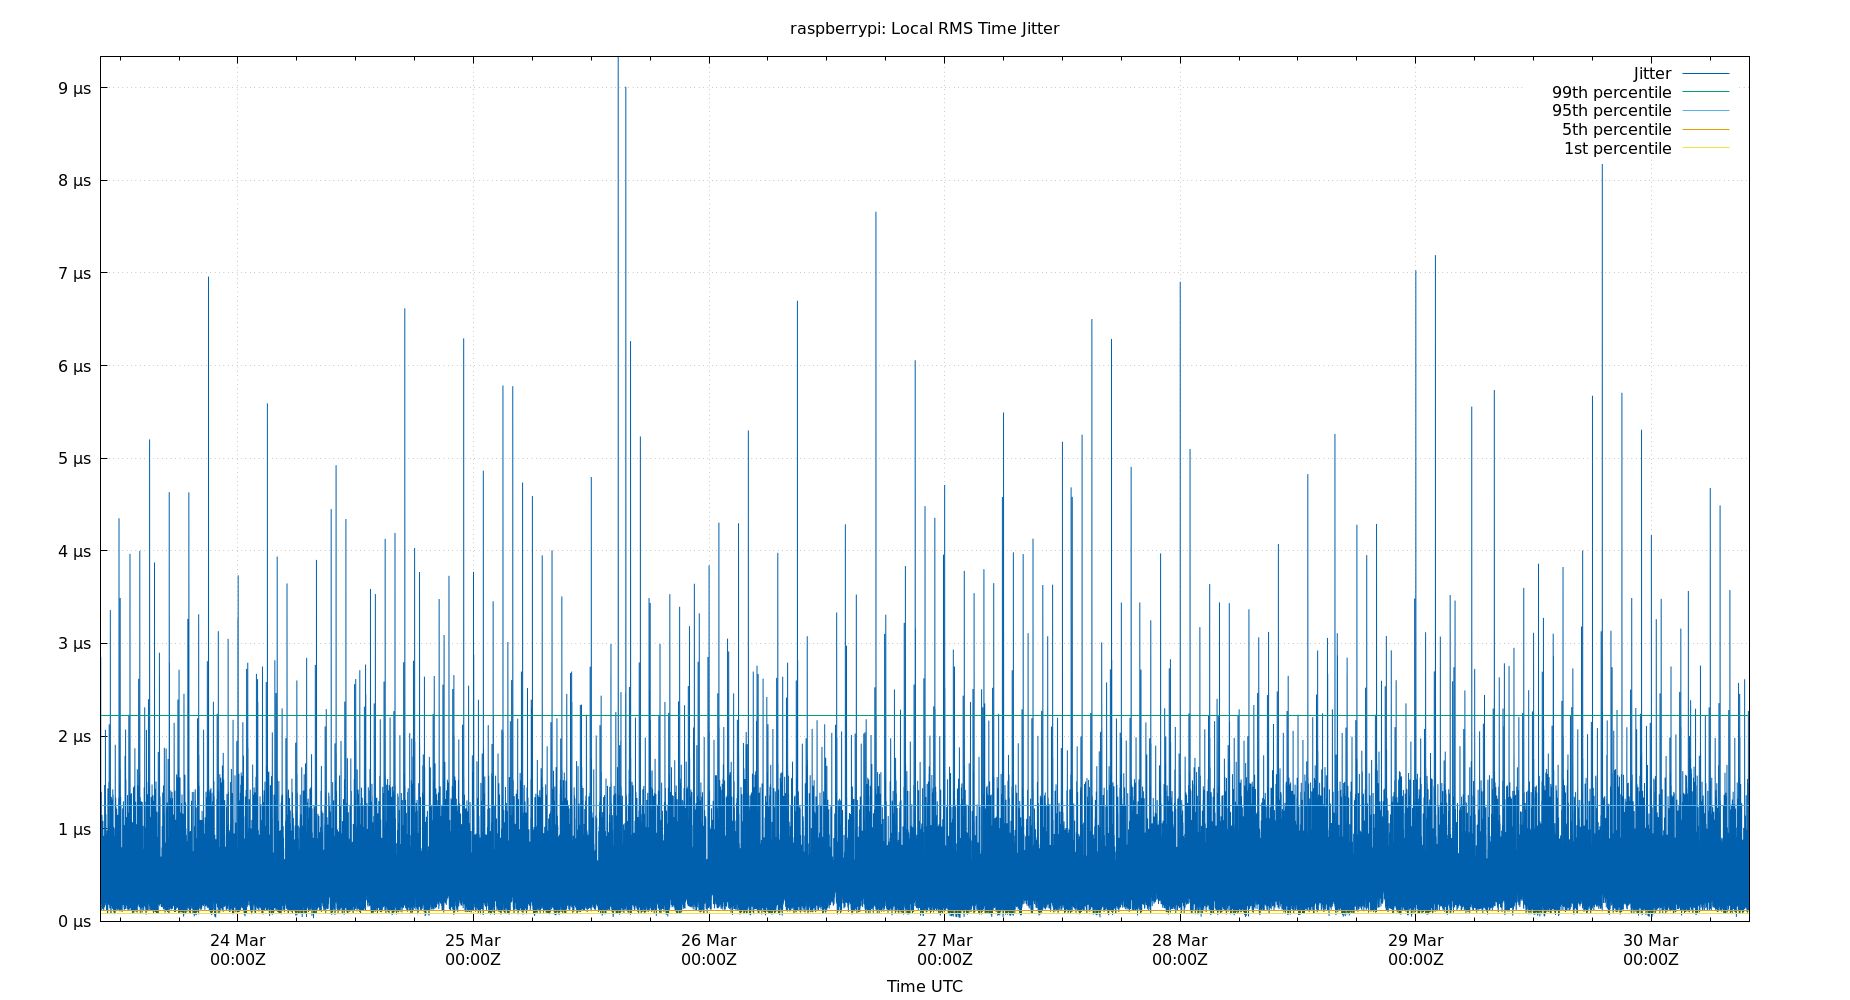 raspberrypi: Local RMS Time Jitter
Jitter
99th percentile
95th percentile
5th percentile
1st percentile
9 µs
8 µs
7 µs
6 µs
5 µs
4 µs
3 µs
2 µs
1 µs
0 µs
24 Mar 25 Mar 26 Mar 27 Mar 28 Mar 29 Mar 30 Mar
00:00Z 00:00Z 00:00Z 00:00Z 00:00Z 00:00Z 00:00Z
Time UTC